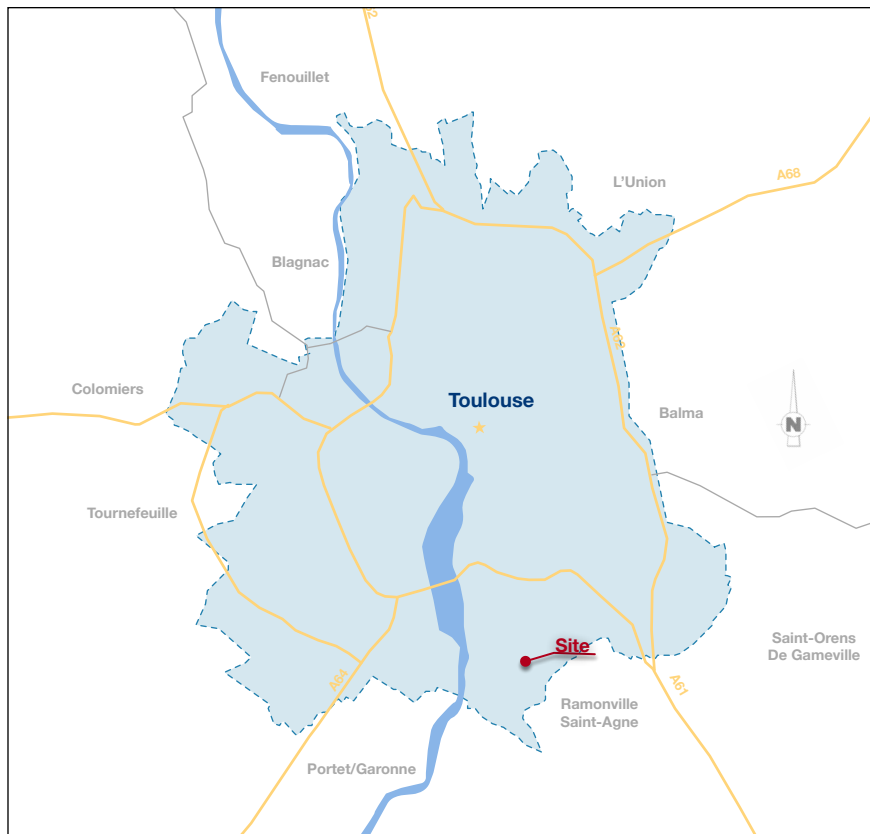 Fenouillet
A68
L'Union
Blagnac
A62
Colomiers
Toulouse
Balma
N
Tournefeuille
Site
Saint-Orens
De Gameville
A64
A61
Ramonville
Saint-Agne
Portet/Garonne